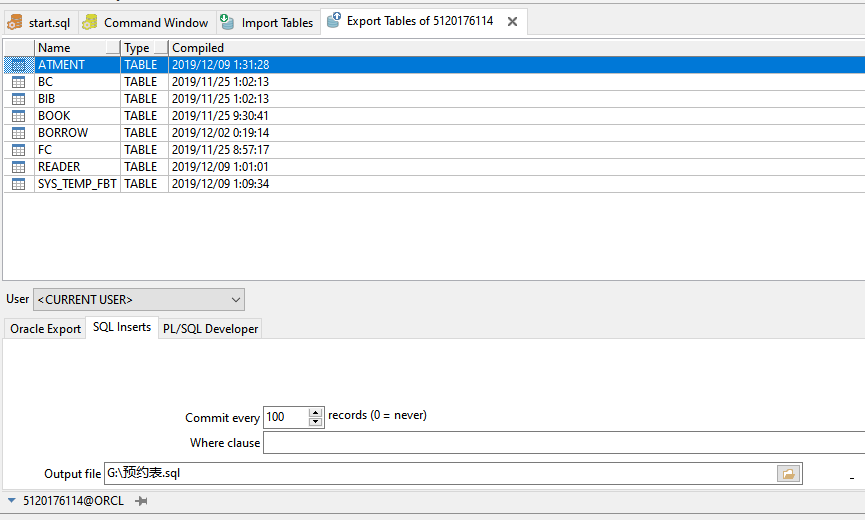 start.sql Command Window Import Tables Export Tables of 5120176114
Name Type Compiled
ATMENT TABLE 2019/12/09 1:31:28
BC TABLE 2019/11/25 1:02:13
BIB TABLE 2019/11/25 1:02:13
BOOK TABLE 2019/11/25 9:30:41
BORROW TABLE 2019/12/02 0:19:14
FC TABLE 2019/11/25 8:57:17
READER TABLE 2019/12/09 1:01:01
SYS_TEMP_FBT TABLE 2019/12/09 1:09:34
User <CURRENT USER>
Oracle Export SQL Inserts PL/SQL Developer
Commit every 100 records (0 = never)
Where clause
Output file G:\预约表.sql
5120176114@ORCL